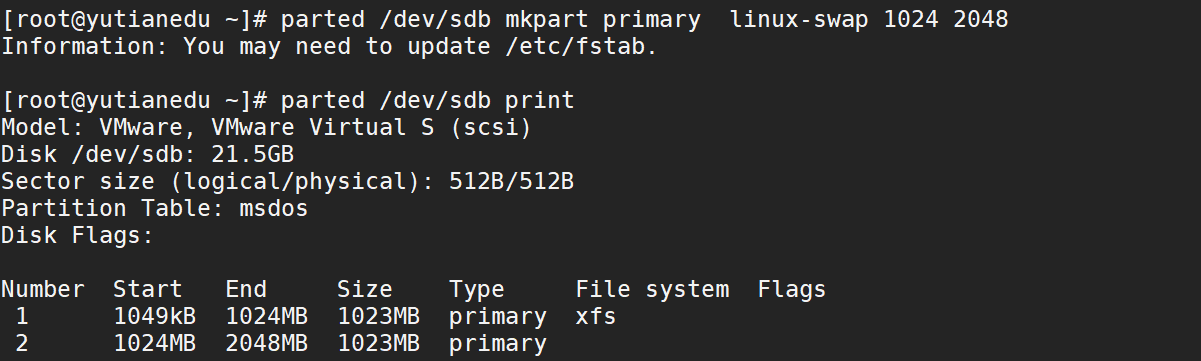 [root@yutianedu ~]# parted /dev/sdb mkpart primary  linux-swap 1024 2048
Information: You may need to update /etc/fstab.

[root@yutianedu ~]# parted /dev/sdb print
Model: VMware, VMware Virtual S (scsi)
Disk /dev/sdb: 21.5GB
Sector size (logical/physical): 512B/512B
Partition Table: msdos
Disk Flags:

Number  Start   End     Size    Type     File system  Flags
 1      1049kB  1024MB  1023MB  primary  xfs
 2      1024MB  2048MB  1023MB  primary